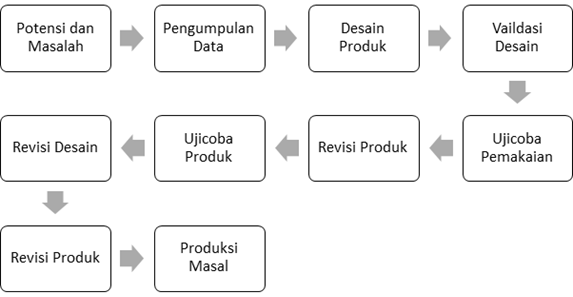 Potensi dan
Masalah
Pengumpulan
Data
Desain
Produk
Vaildasi
Desain
Ujicoba
Pemakaian
Revisi Produk
Ujicoba
Produk
Revisi Desain
Revisi Produk
Produksi
Masal